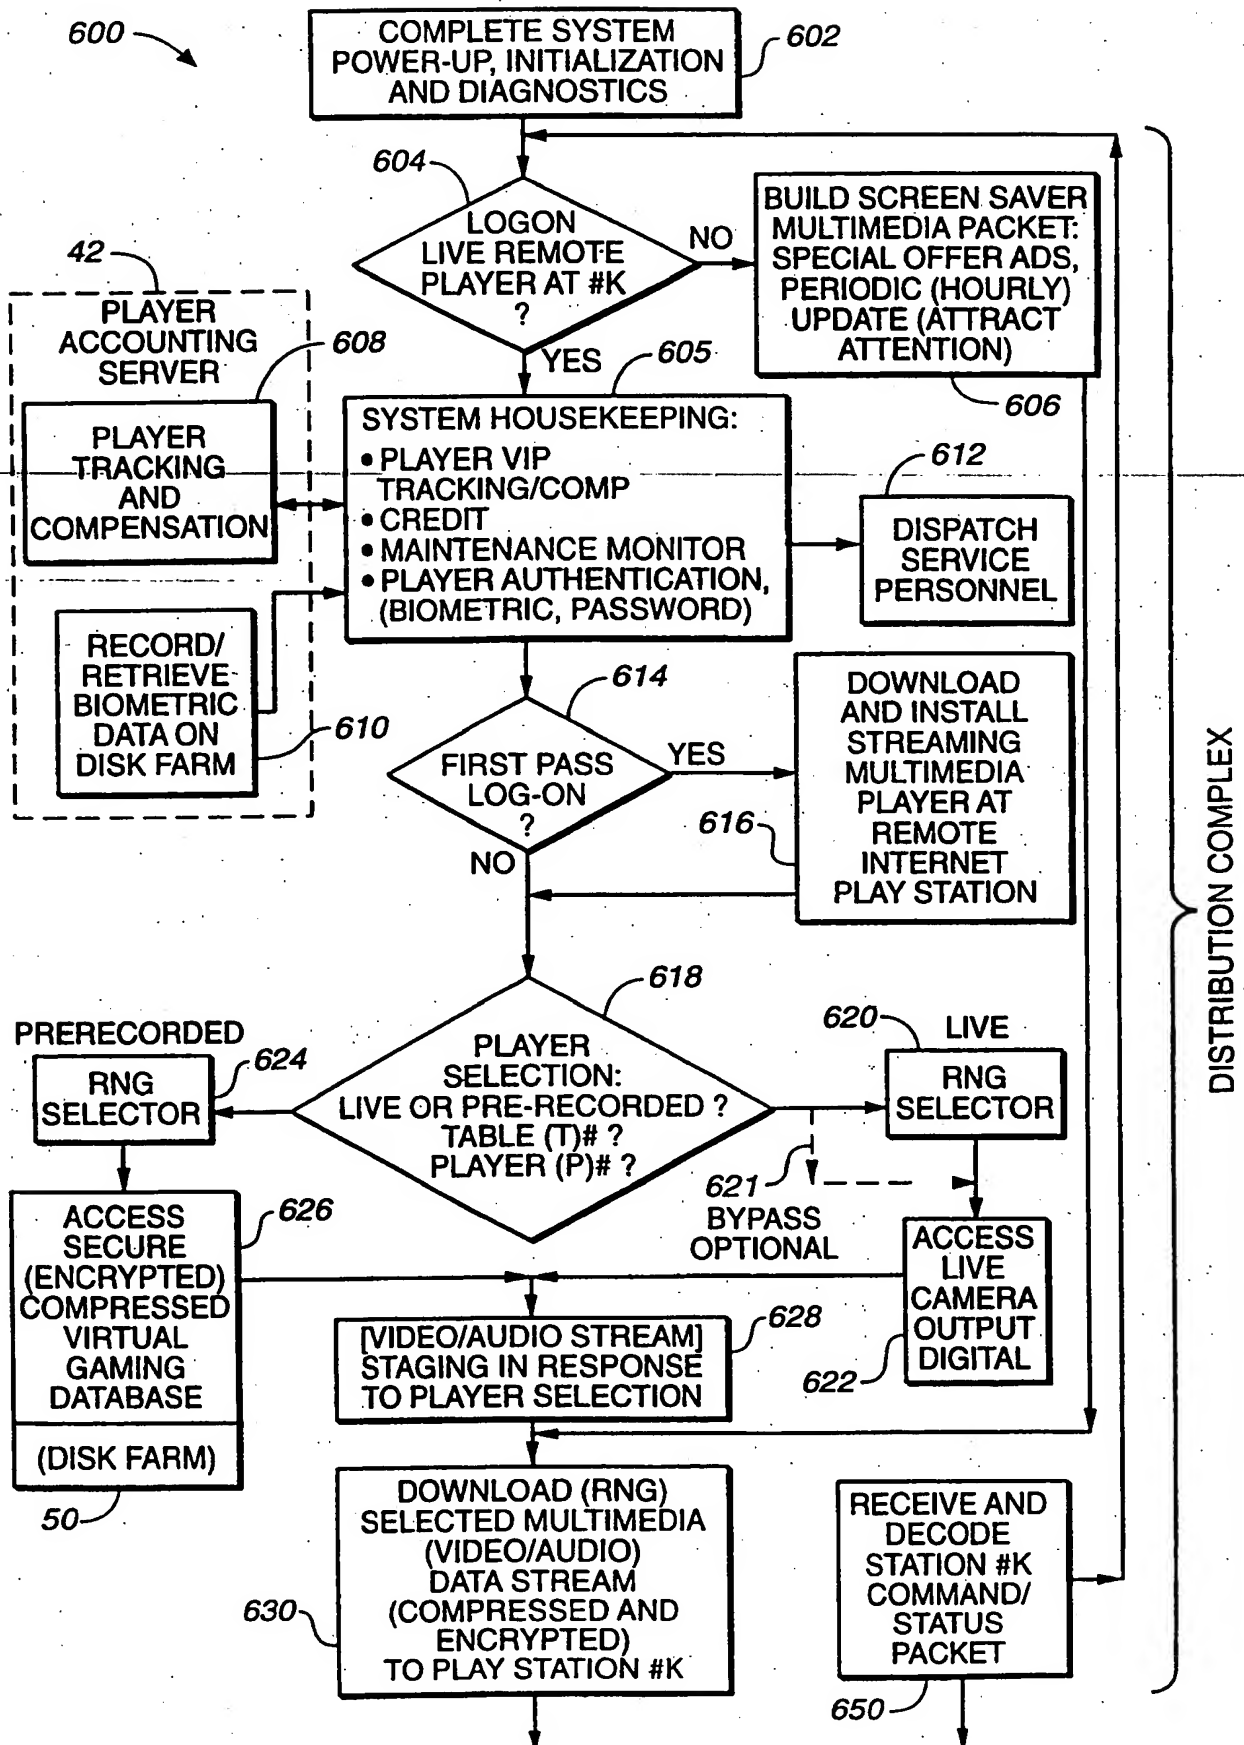 600
COMPLETE SYSTEM
POWER-UP, INITIALIZATION
AND DIAGNOSTICS
602
604
LOGON
LIVE REMOTE
PLAYER AT #K
?
NO
YES
BUILD SCREEN SAVER
MULTIMEDIA PACKET:
SPECIAL OFFER ADS,
PERIODIC (HOURLY)
UPDATE (ATTRACT
ATTENTION)
606
42
PLAYER
ACCOUNTING
SERVER
608
PLAYER
TRACKING
AND
COMPENSATION
RECORD/
RETRIEVE
BIOMETRIC
DATA ON
DISK FARM
610
605
SYSTEM HOUSEKEEPING:
• PLAYER VIP
TRACKING/COMP
• CREDIT
• MAINTENANCE MONITOR
• PLAYER AUTHENTICATION,
(BIOMETRIC, PASSWORD)
612
DISPATCH
SERVICE
PERSONNEL
614
FIRST PASS
LOG-ON
?
YES
NO
616
DOWNLOAD
AND INSTALL
STREAMING
MULTIMEDIA
PLAYER AT
REMOTE
INTERNET
PLAY STATION
DISTRIBUTION COMPLEX
618
PLAYER
SELECTION:
LIVE OR PRE-RECORDED ?
TABLE (T)# ?
PLAYER (P)# ?
PRERECORDED
624
RNG
SELECTOR
620
LIVE
RNG
SELECTOR
621
BYPASS
OPTIONAL
626
ACCESS
SECURE
(ENCRYPTED)
COMPRESSED
VIRTUAL
GAMING
DATABASE
(DISK FARM)
50
ACCESS
LIVE
CAMERA
OUTPUT
DIGITAL
622
628
[VIDEO/AUDIO STREAM]
STAGING IN RESPONSE
TO PLAYER SELECTION
630
DOWNLOAD (RNG)
SELECTED MULTIMEDIA
(VIDEO/AUDIO)
DATA STREAM
(COMPRESSED AND
ENCRYPTED)
TO PLAY STATION #K
RECEIVE AND
DECODE
STATION #K
COMMAND/
STATUS
PACKET
650